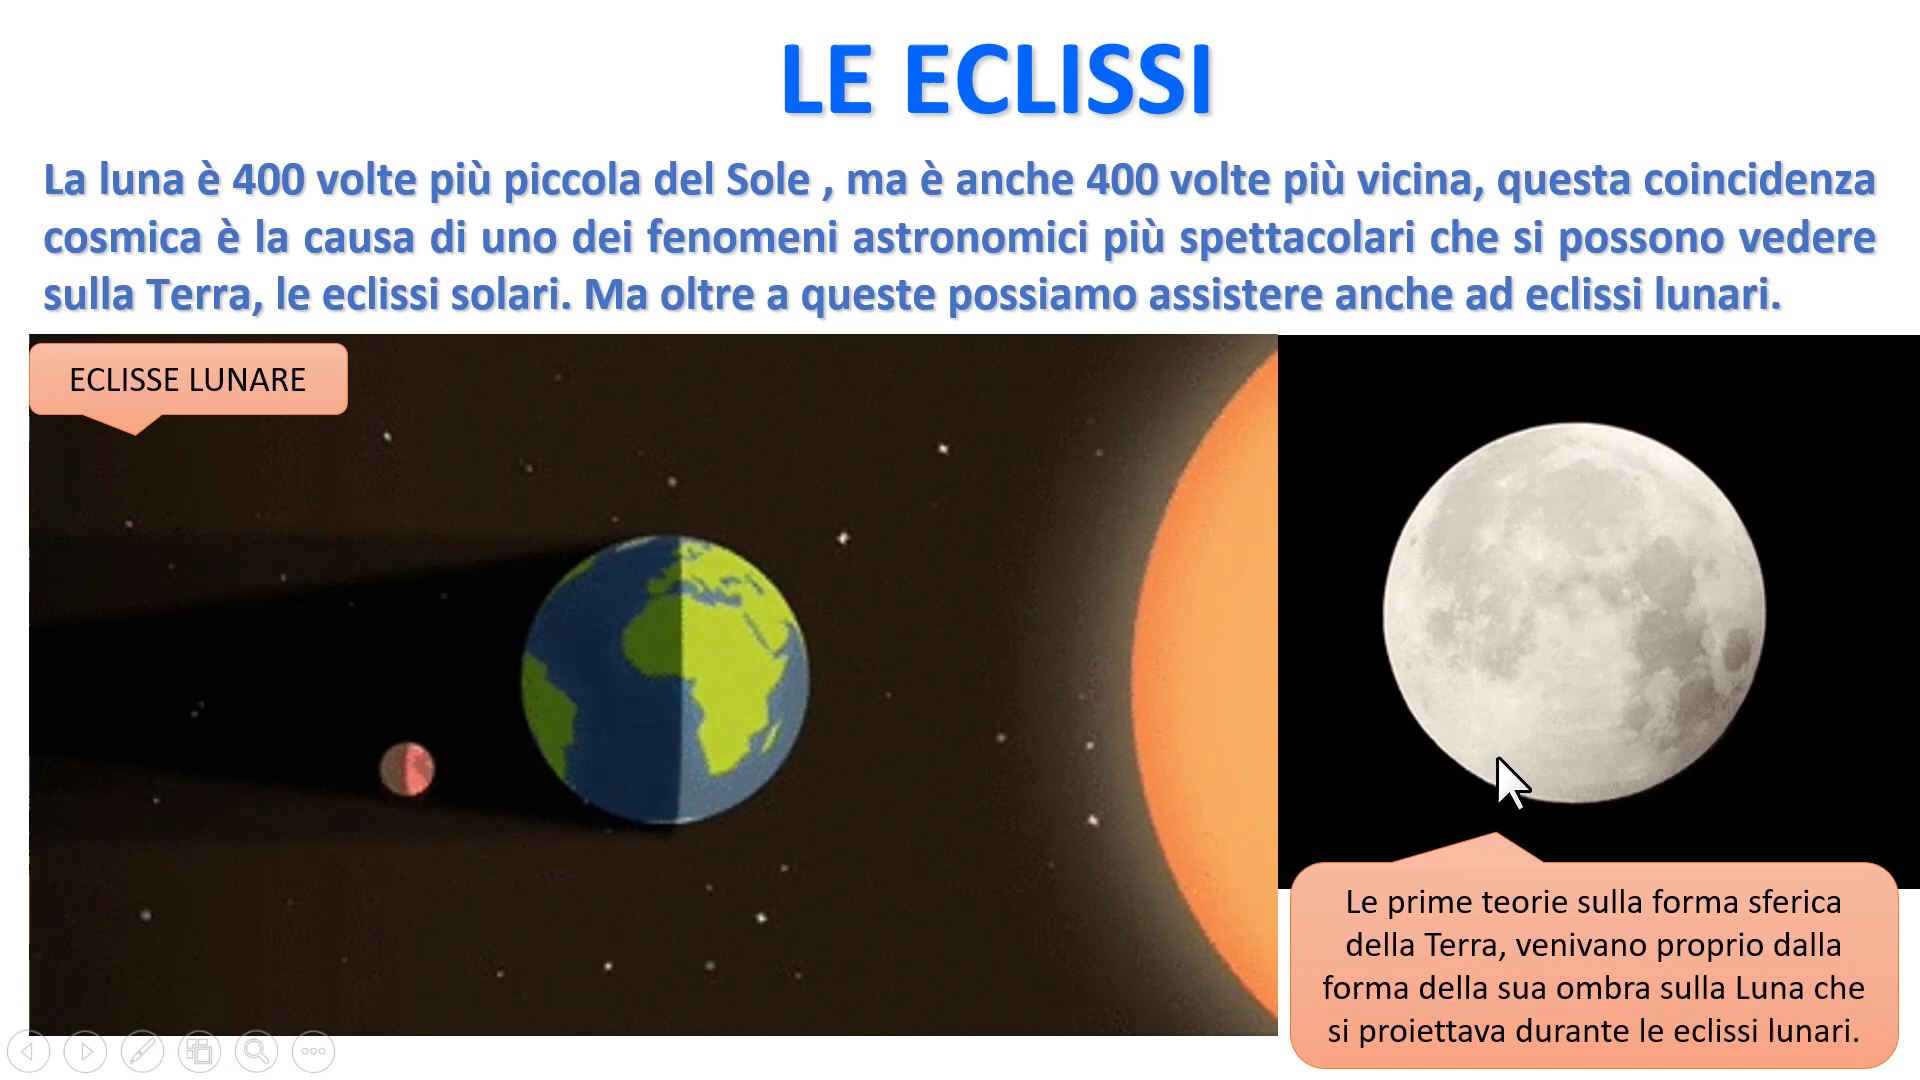 LE ECLISSI
La luna è 400 volte più piccola del Sole , ma è anche 400 volte più vicina, questa coincidenza
cosmica è la causa di uno dei fenomeni astronomici più spettacolari che si possono vedere
sulla Terra, le eclissi solari. Ma oltre a queste possiamo assistere anche ad eclissi lunari.
ECLISSE LUNARE
Le prime teorie sulla forma sferica
della Terra, venivano proprio dalla
forma della sua ombra sulla Luna che
si proiettava durante le eclissi lunari.